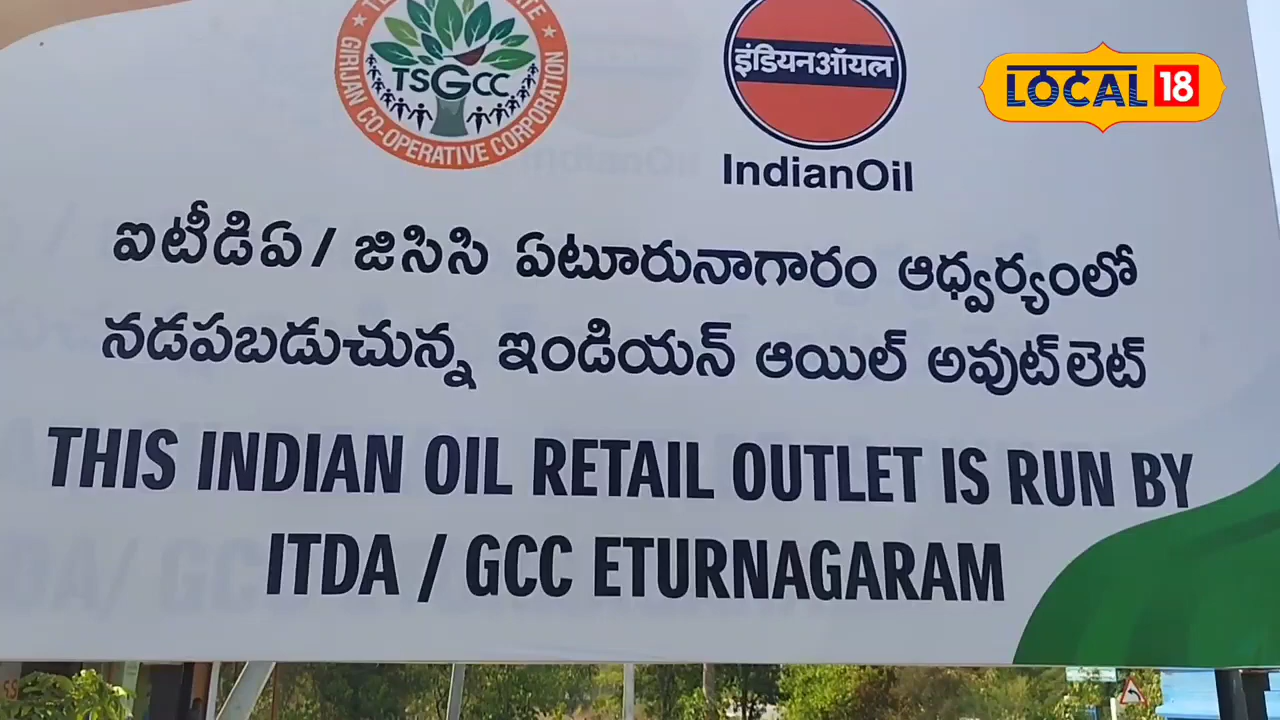 GIRIJAN CO-OPERATIVE CORPORATION
TSGCC
इंडियनऑयल
IndianOil
LOCAL 18
ఐటీడిఏ / జిసిసి ఏటూరునాగారం ఆధ్వర్యంలో
నడపబడుచున్న ఇండియన్ ఆయిల్ అవుట్‌లెట్
THIS INDIAN OIL RETAIL OUTLET IS RUN BY
ITDA / GCC ETURNAGARAM